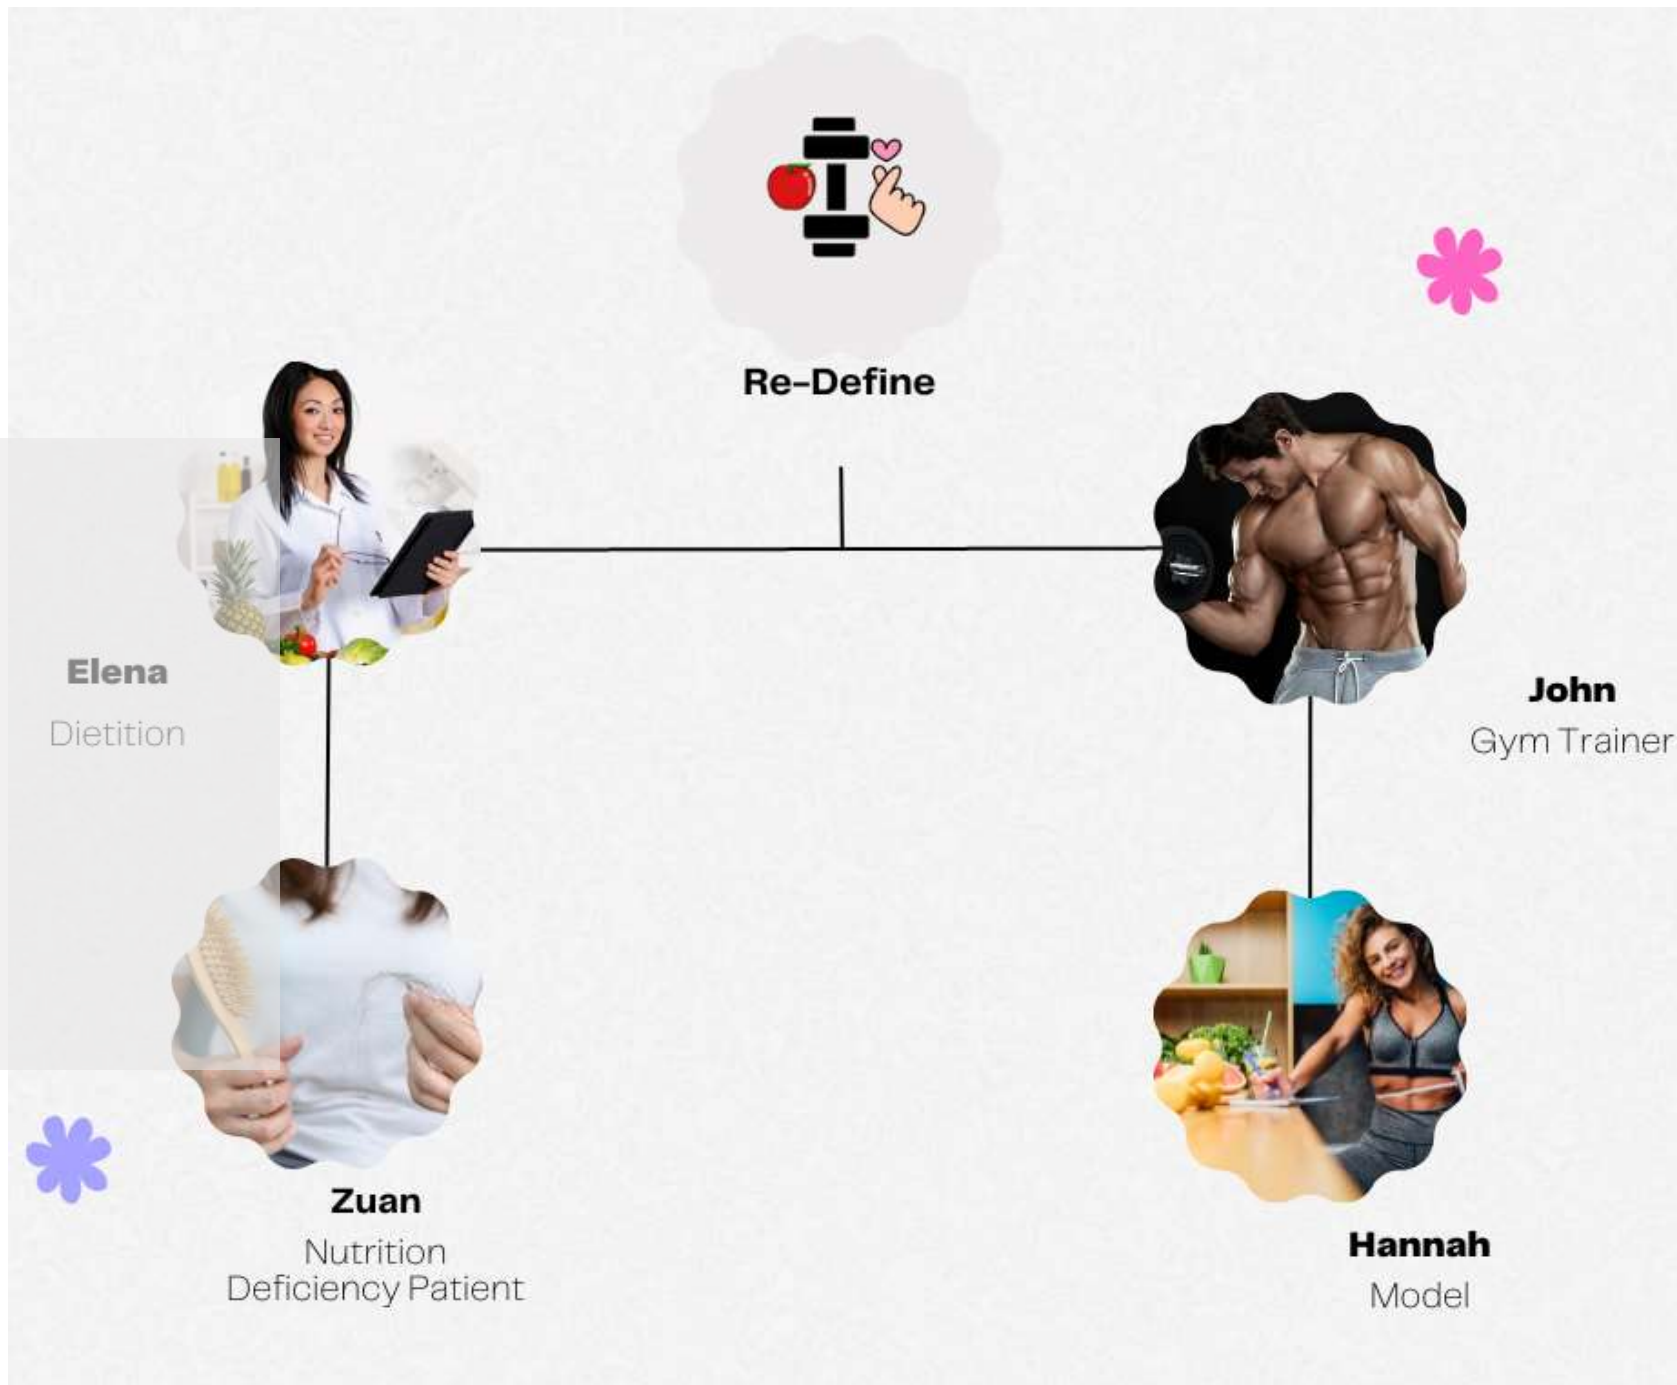 Re-Define
Elena
Dietition
John
Gym Trainer
Zuan
Nutrition
Deficiency Patient
Hannah
Model